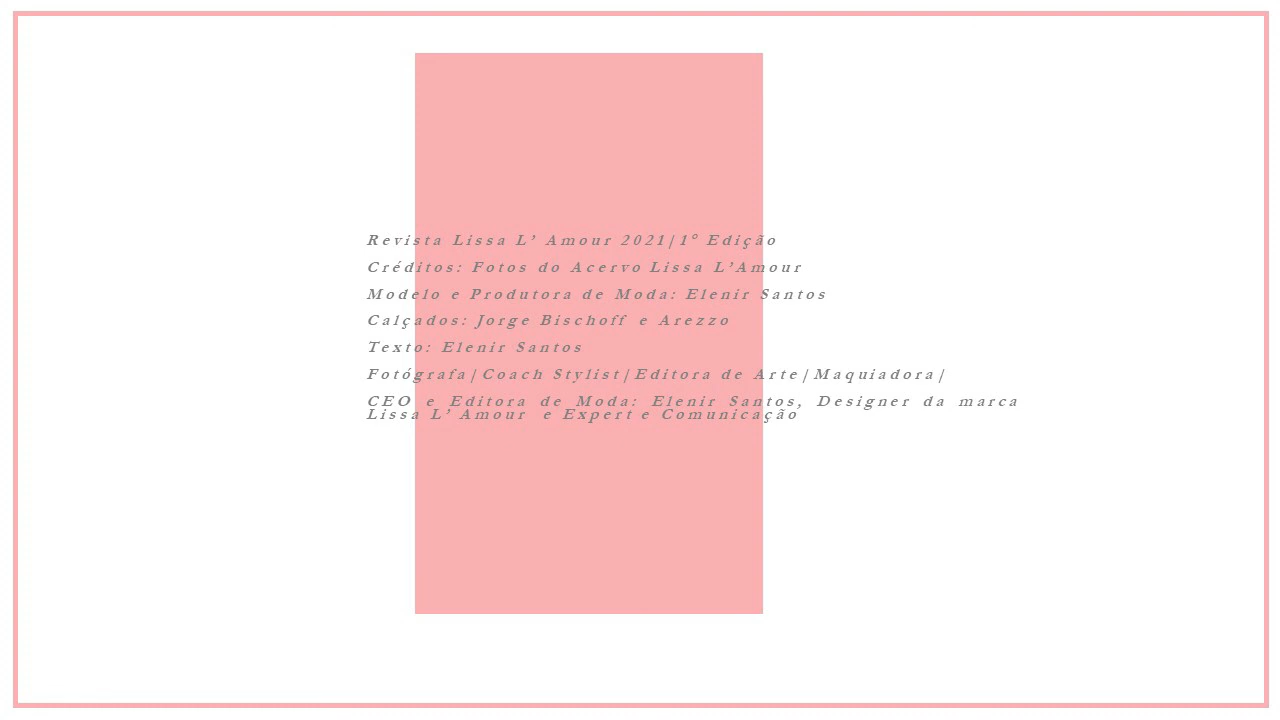 Revista Lissa L’ Amour 2021|1° Edição
Créditos: Fotos do Acervo Lissa L’Amour
Modelo e Produtora de Moda: Elenir Santos
Calçados: Jorge Bischoff e Arezzo
Texto: Elenir Santos
Fotógrafa|Coach Stylist|Editora de Arte|Maquiadora|
CEO e Editora de Moda: Elenir Santos, Designer da marca
Lissa L’ Amour e Expert e Comunicação